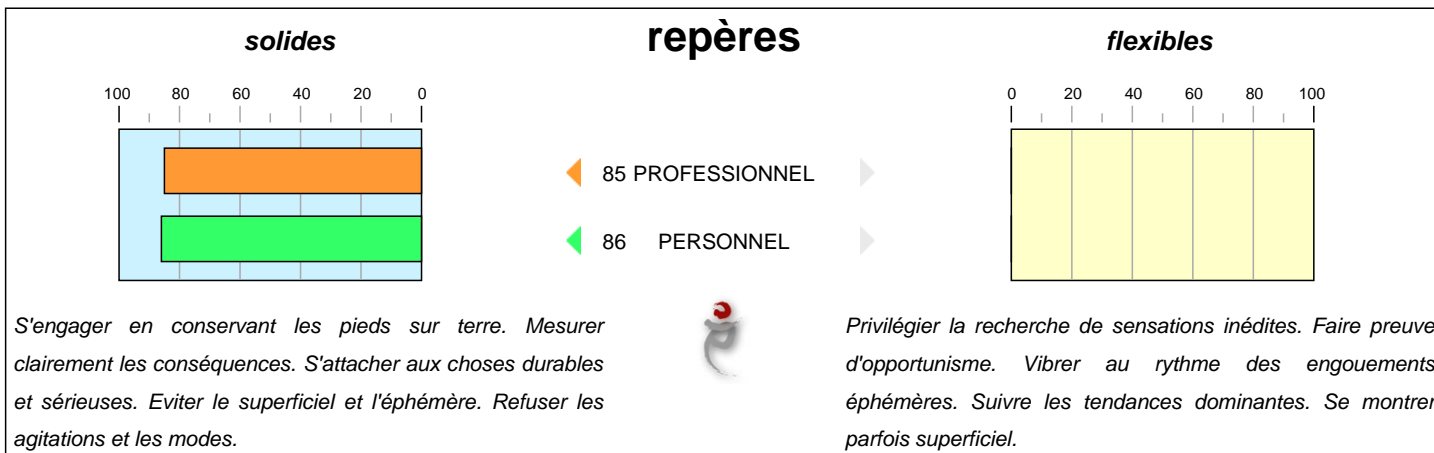 solides
repères
flexibles
100 80 60 40 20 0
0 20 40 60 80 100
85 PROFESSIONNEL
86 PERSONNEL
S'engager en conservant les pieds sur terre. Mesurer
clairement les conséquences. S'attacher aux choses durables
et sérieuses. Eviter le superficiel et l'éphémère. Refuser les
agitations et les modes.
Privilégier la recherche de sensations inédites. Faire preuve
d'opportunisme. Vibrer au rythme des engouements
éphémères. Suivre les tendances dominantes. Se montrer
parfois superficiel.